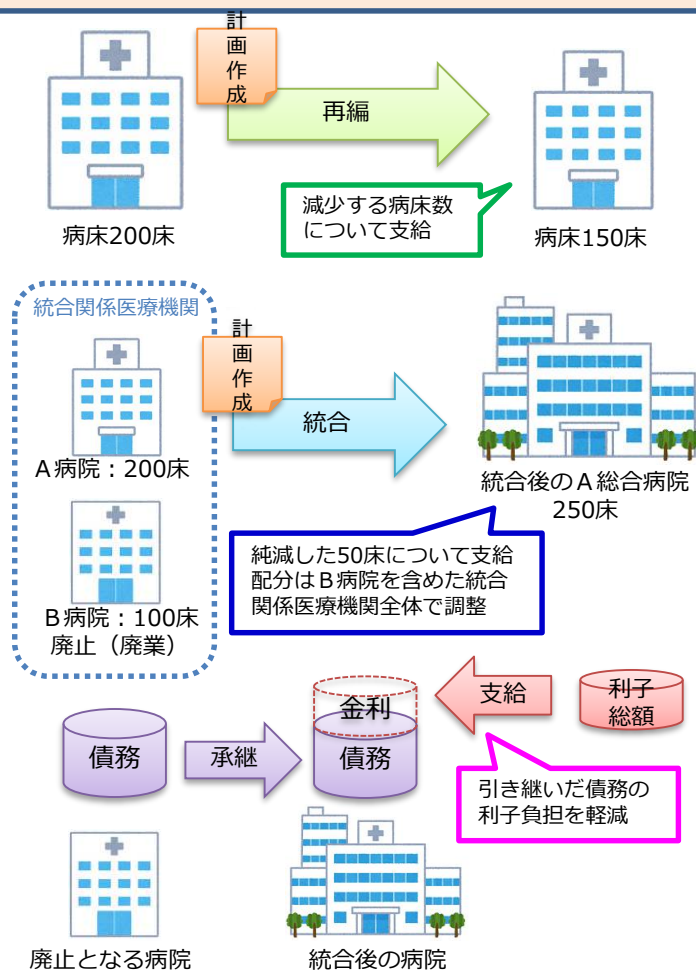 計
画
作
成
再編
減少する病床数
について支給
病床200床
病床150床
統合関係医療機関
計
画
作
成
統合
A病院：200床
統合後のA総合病院
250床
B病院：100床
廃止（廃業）
純減した50床について支給
配分はB病院を含めた統合
関係医療機関全体で調整
債務
承継
金利
債務
支給
利子
総額
引き継いだ債務の
利子負担を軽減
廃止となる病院
統合後の病院